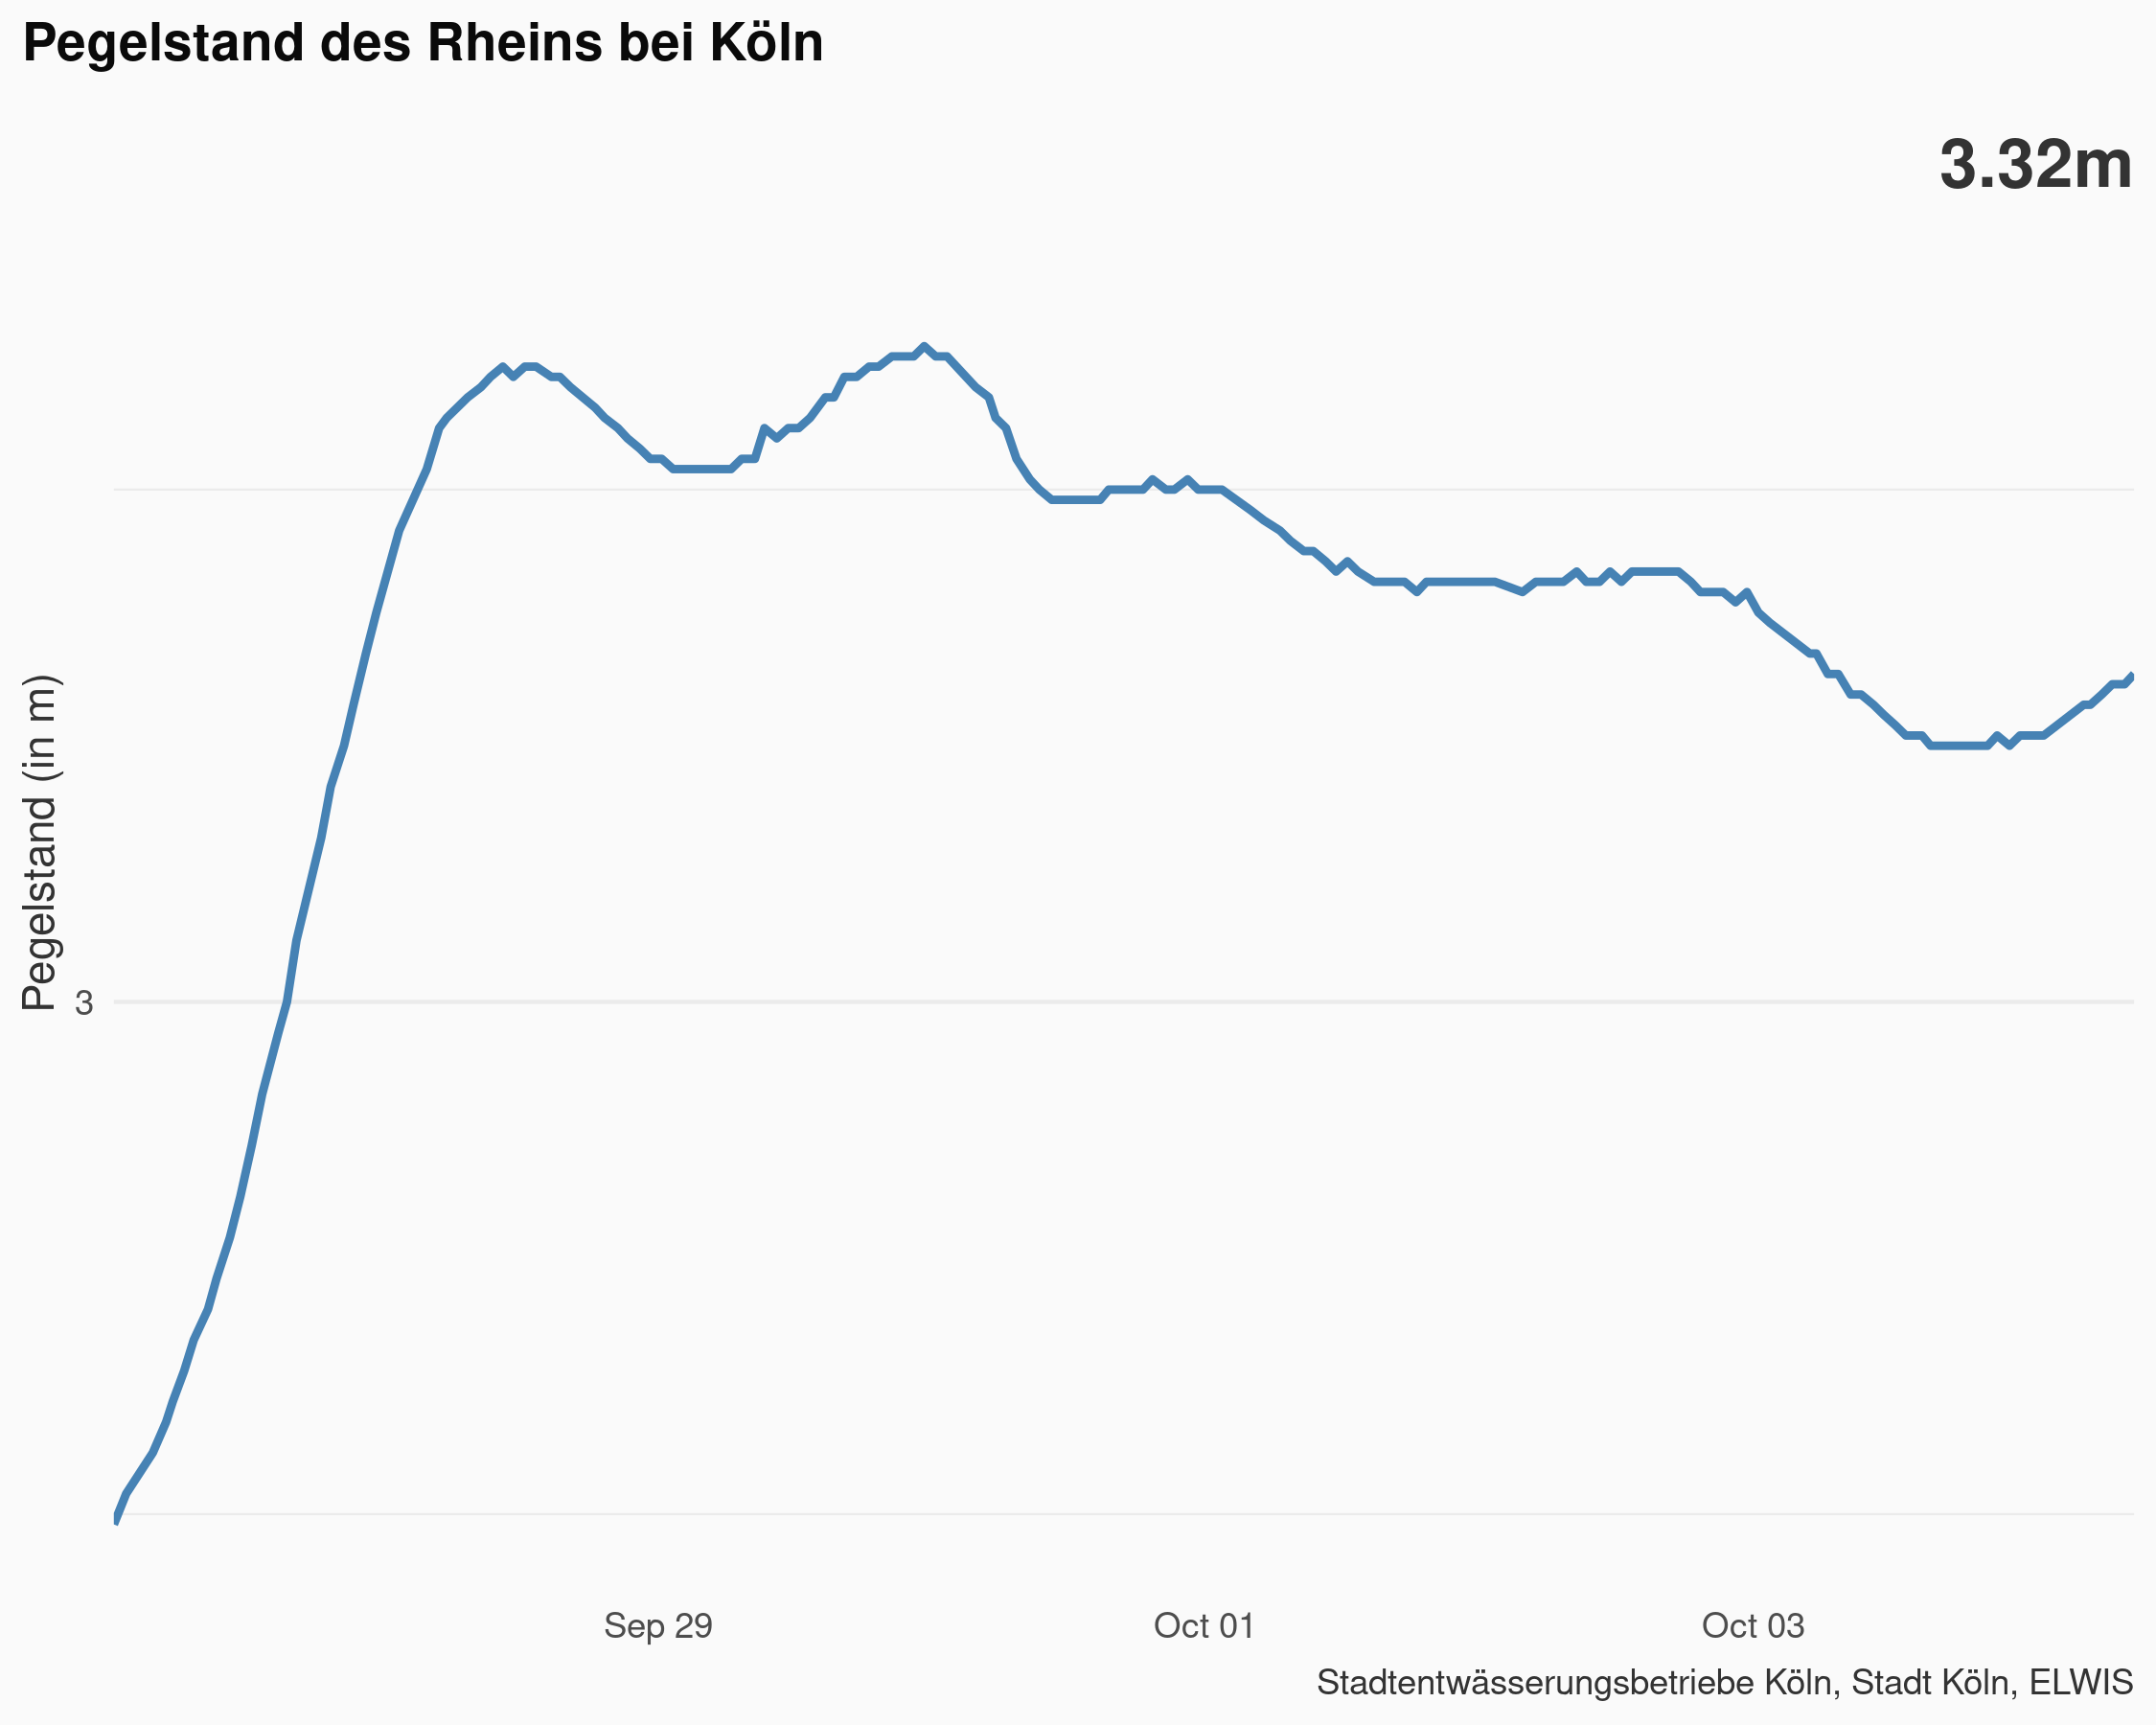 Pegelstand des Rheins bei Köln
3.32m
Pegelstand (in m)
3
Sep 29
Oct 01
Oct 03
Stadtentwässerungsbetriebe Köln, Stadt Köln, ELWIS